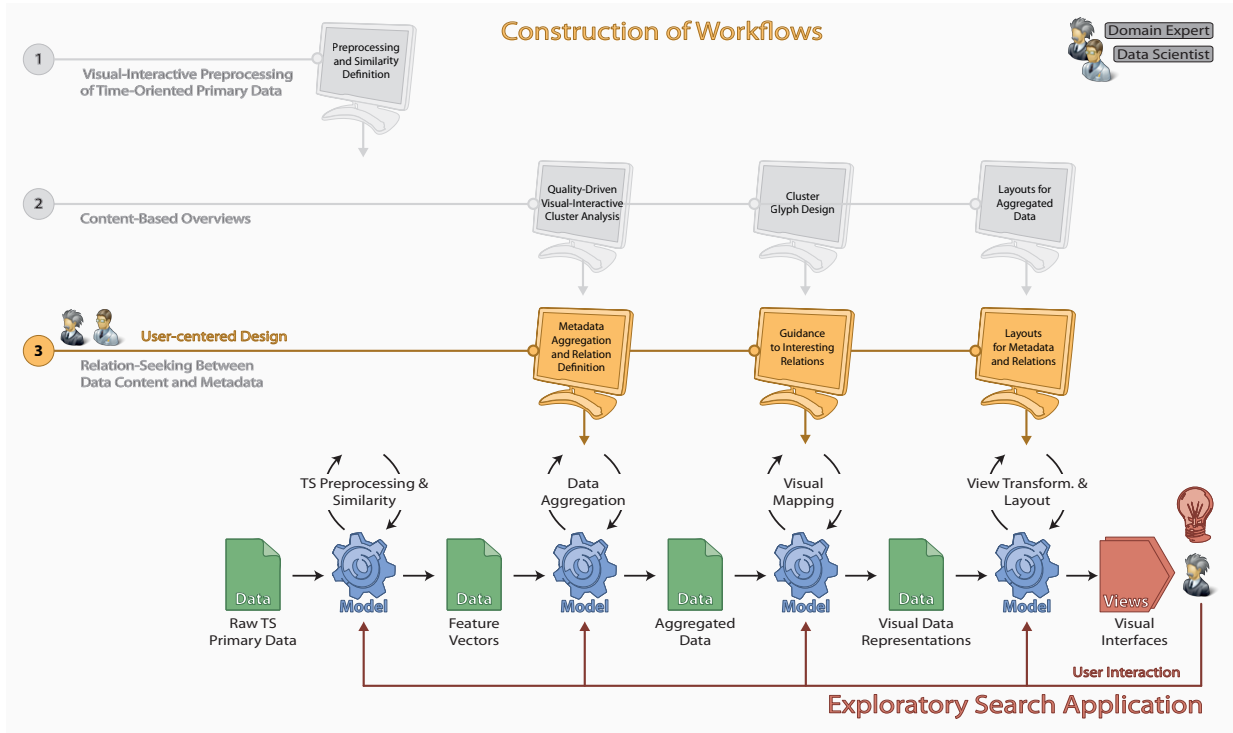 Construction of Workflows
Domain Expert
Data Scientist
1
Visual-Interactive Preprocessing
of Time-Oriented Primary Data
Preprocessing
and Similarity
Definition
2
Content-Based Overviews
Quality-Driven
Visual-Interactive
Cluster Analysis
Cluster
Glyph Design
Layouts for
Aggregated
Data
3
User-centered Design
Relation-Seeking Between
Data Content and Metadata
Metadata
Aggregation
and Relation
Definition
Guidance
to Interesting
Relations
Layouts
for Metadata
and Relations
TS Preprocessing &
Similarity
Data
Aggregation
Visual
Mapping
View Transform. &
Layout
Data
Raw TS
Primary Data
Model
Data
Feature
Vectors
Model
Data
Aggregated
Data
Model
Data
Visual Data
Representations
Model
Views
Visual
Interfaces
User Interaction
Exploratory Search Application